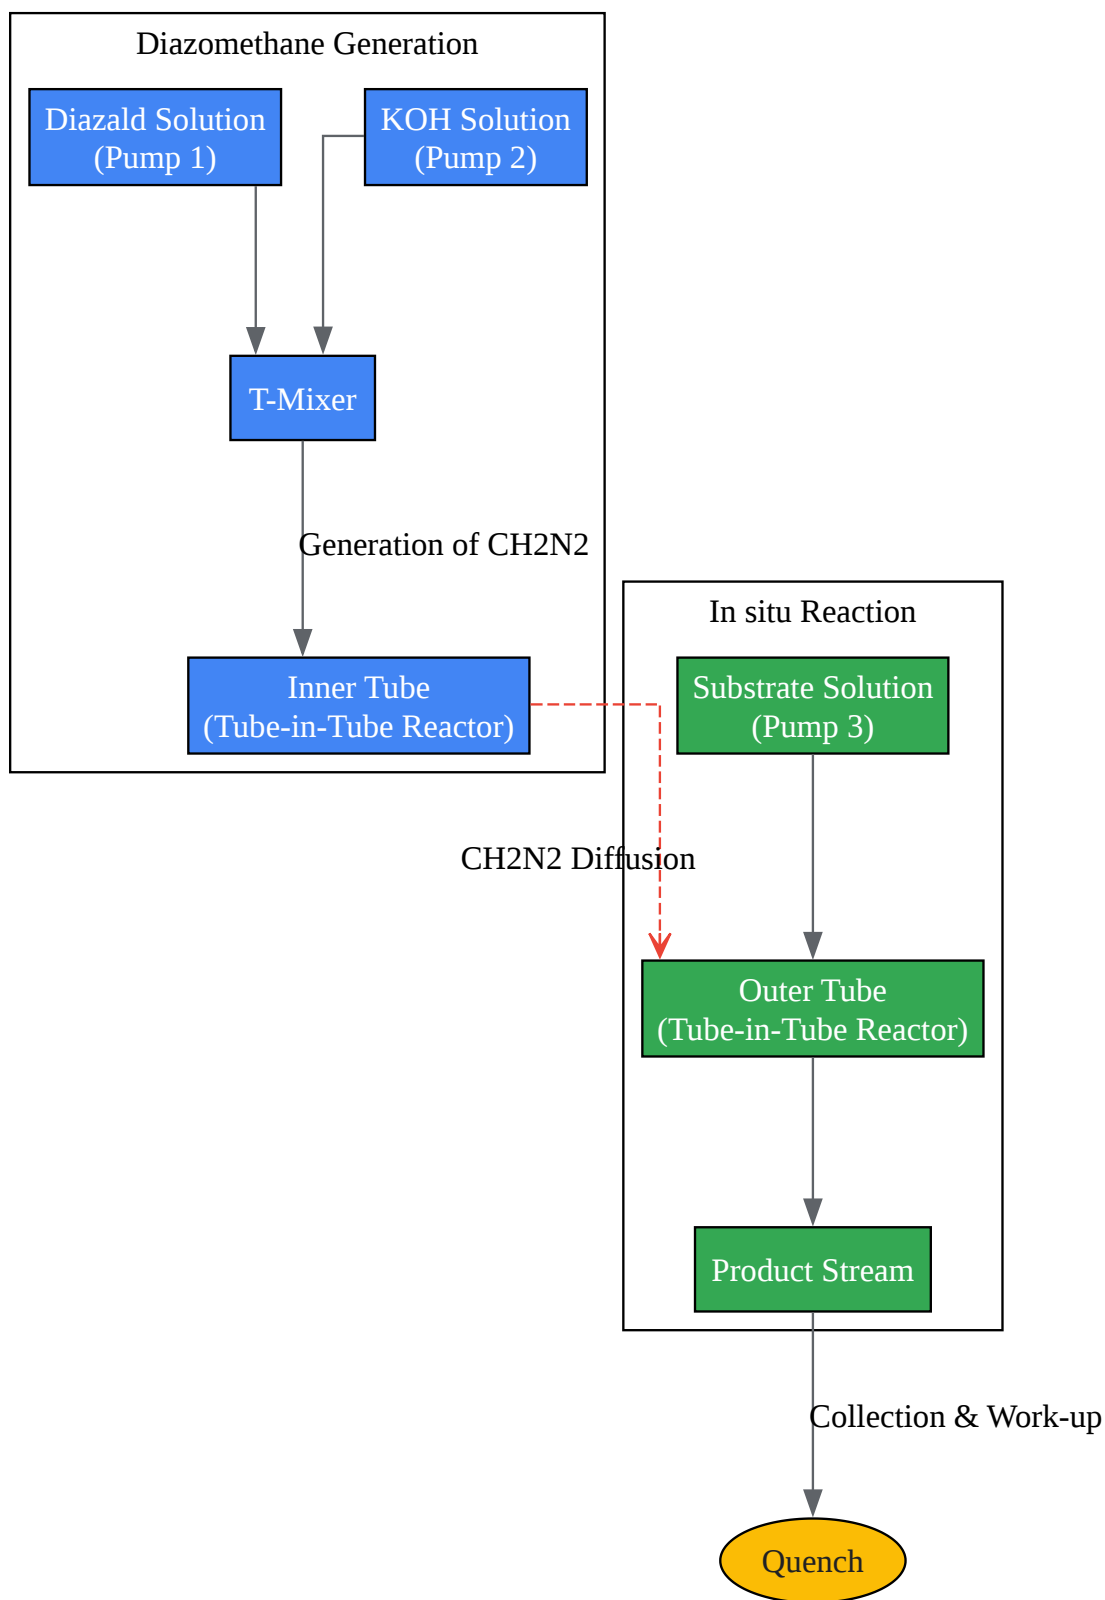 Diazomethane Generation
Diazald Solution
(Pump 1)
KOH Solution
(Pump 2)
T-Mixer
Generation of CH2N2
Inner Tube
(Tube-in-Tube Reactor)
In situ Reaction
Substrate Solution
(Pump 3)
CH2N2 Diffusion
Outer Tube
(Tube-in-Tube Reactor)
Product Stream
Collection & Work-up
Quench